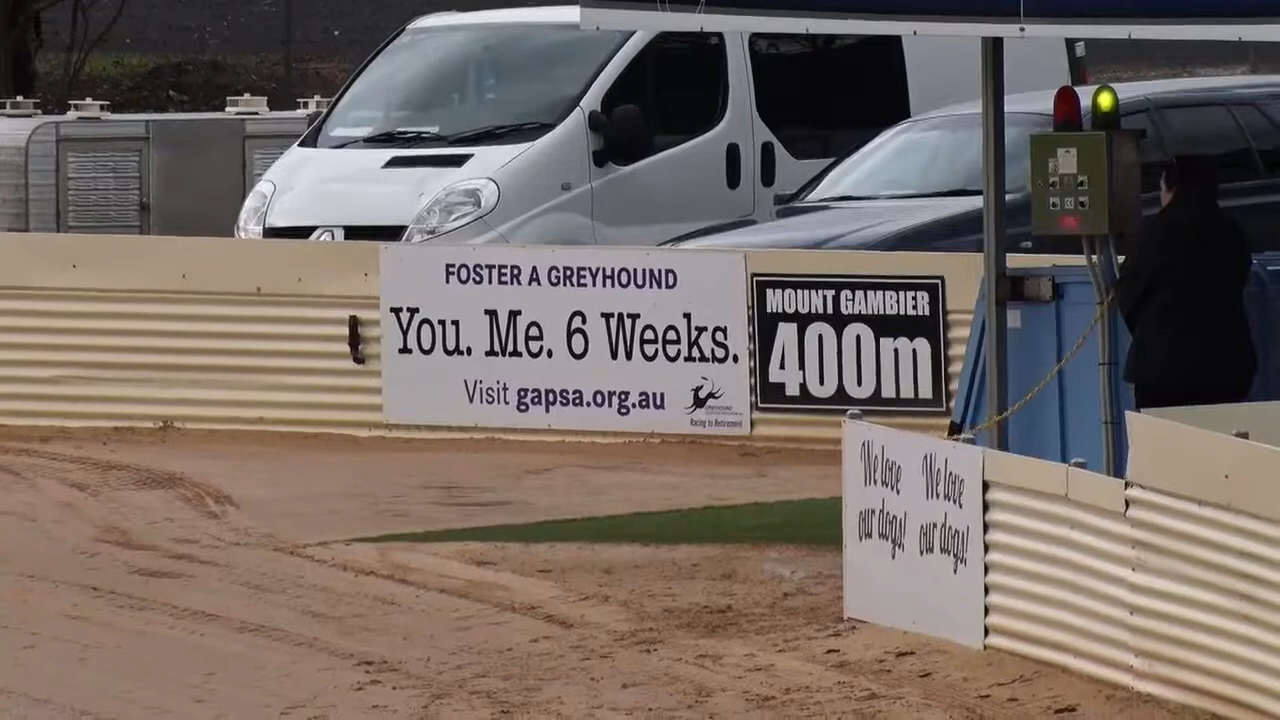 FOSTER A GREYHOUND
You. Me. 6 Weeks.
Visit gapsa.org.au
GREYHOUND
Racing to Retirement
MOUNT GAMBIER
400m
We love
our dogs!
We love
our dogs!